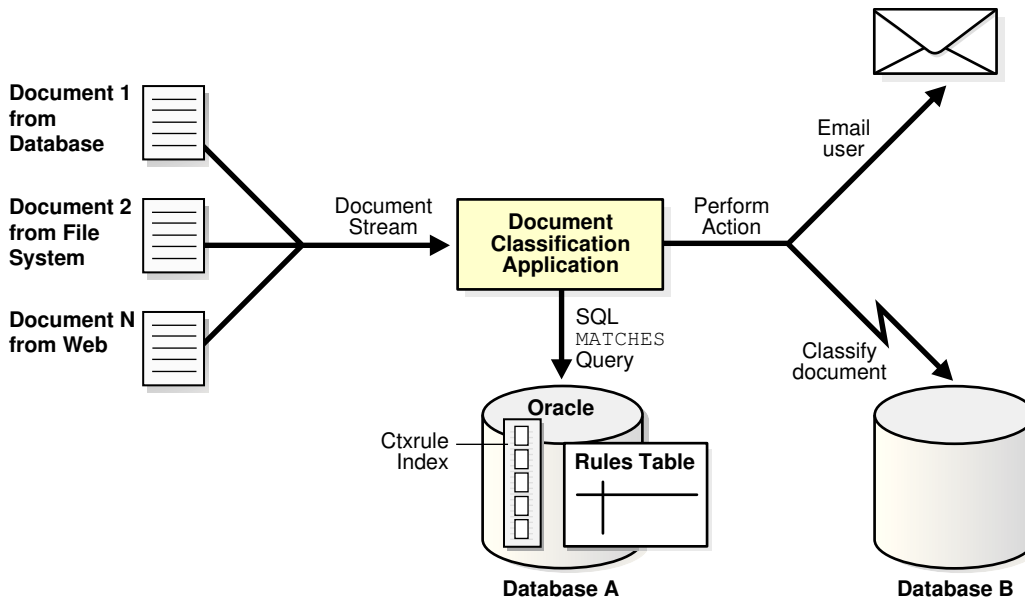 Document 1
from
Database
Document 2
from File
System
Document N
from Web
Document
Stream
Document
Classification
Application
Perform
Action
Email
user
Classify
document
SQL
MATCHES
Query
Oracle
Ctxrule
Index
Rules Table
Database A
Database B